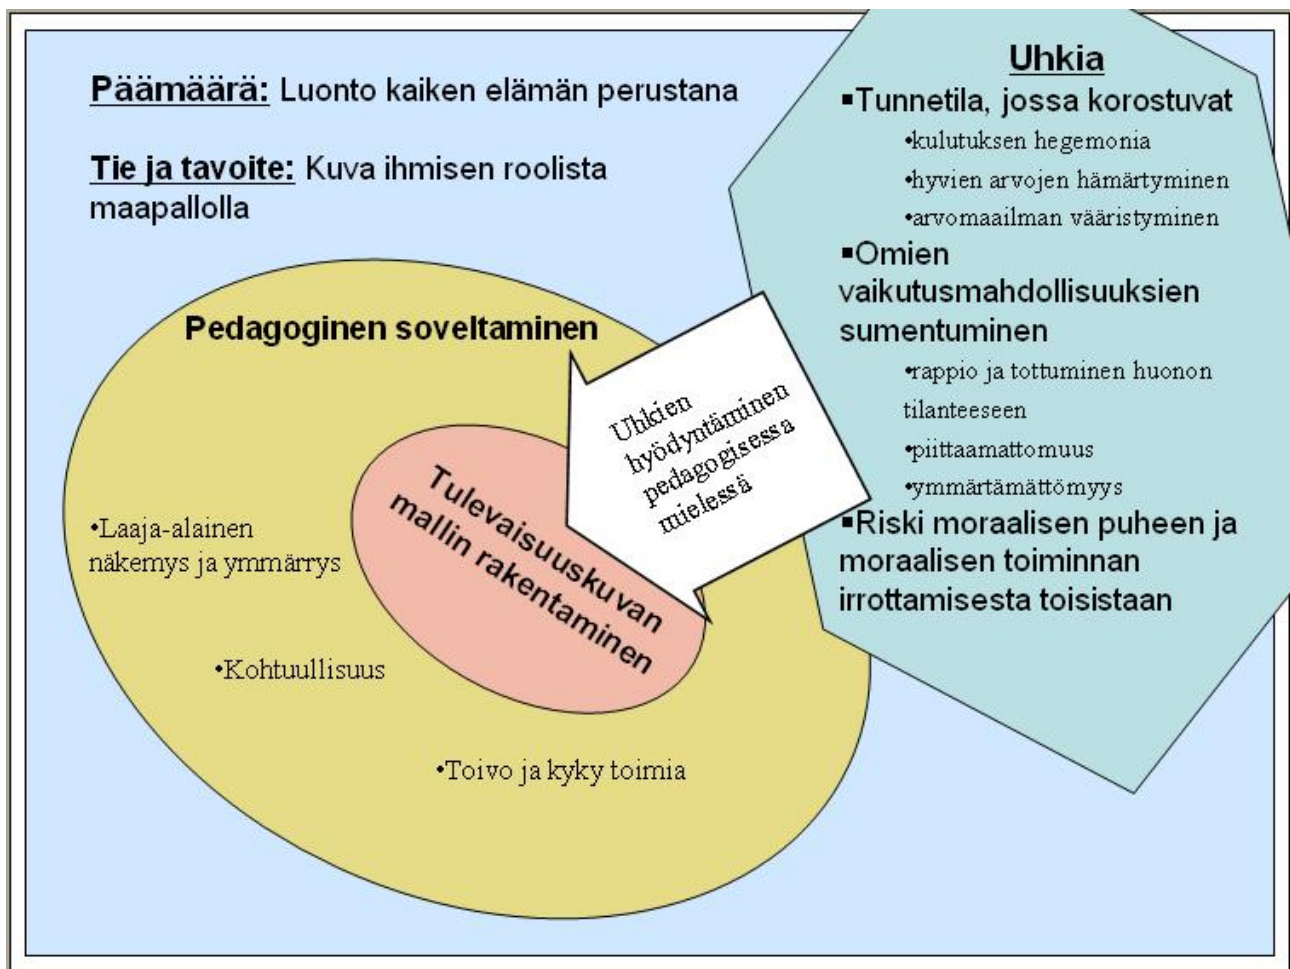 Päämäärä: Luonto kaiken elämän perustana
Tie ja tavoite: Kuva ihmisen roolista
maapallolla
Uhkia
▪Tunnetila, jossa korostuvat
•kulutuksen hegemonia
•hyvien arvojen hämärtyminen
•arvomaailman vääristyminen
▪Omien
vaikutusmahdollisuuksien
sumentuminen
•rappio ja tottuminen huonon
tilanteeseen
•piittaamattomuus
•ymmärtämättömyys
▪Riski moraalisen puheen ja
moraalisen toiminnan
irrottamisesta toisistaan
Uhkien
hyödyntäminen
pedagogisessa
mielessä
Pedagoginen soveltaminen
Tulevaisuuskuvan
mallin rakentaminen
•Laaja-alainen
näkemys ja ymmärrys
•Kohtuullisuus
•Toivo ja kyky toimia